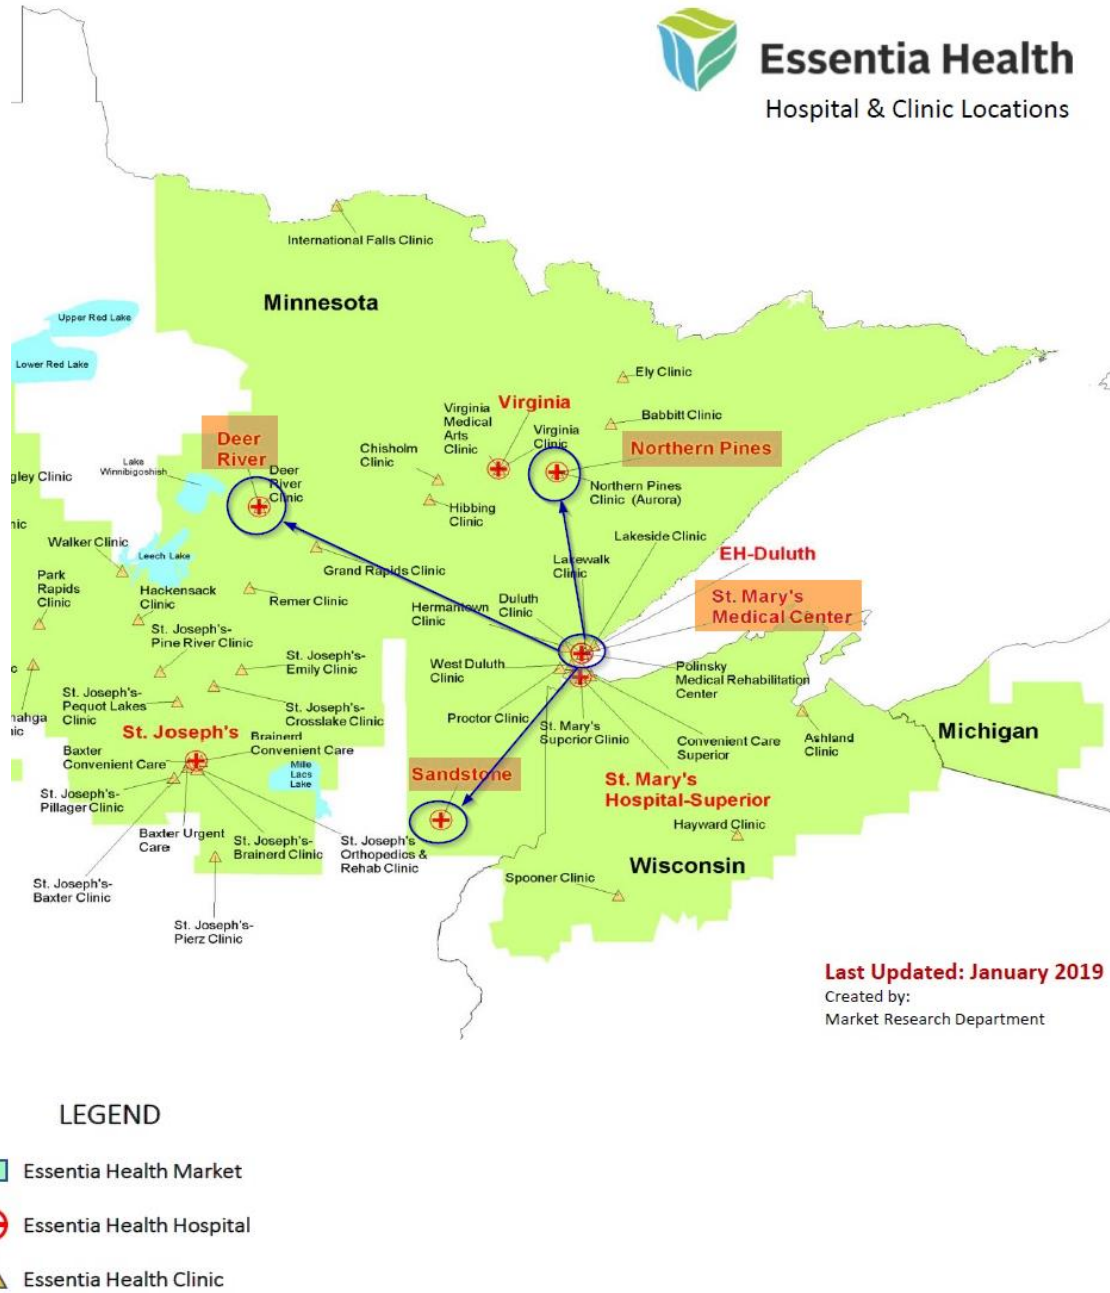 Essentia Health
Hospital & Clinic Locations
International Falls Clinic
Minnesota
Upper Red Lake
Lower Red Lake
Ely Clinic
Virginia
Virginia
Medical
Arts
Clinic
Virginia
Clinic
Babbitt Clinic
Northern Pines
Deer
River
Chisholm
Clinic
Lake
Winnibigoshish
Deer
River
Clinic
gley Clinic
Northern Pines
Clinic (Aurora)
Hibbing
Clinic
nic
Walker Clinic
Leech Lake
Lakeside Clinic
EH-Duluth
Lakewalk
Clinic
Grand Rapids Clinic
Park
Rapids
Clinic
Hackensack
Clinic
Remer Clinic
Hermantown
Clinic
Duluth
Clinic
St. Mary's
Medical Center
St. Joseph's-
Pine River Clinic
St. Joseph's-
Emily Clinic
West Duluth
Clinic
Polinsky
Medical Rehabilitation
Center
c
St. Joseph's-
Pequot Lakes
Clinic
St. Joseph's-
Crosslake Clinic
nahga
nic
Proctor Clinic
St. Mary's
Superior Clinic
Convenient Care
Superior
Ashland
Clinic
Michigan
St. Joseph's
Brainerd
Convenient Care
Baxter
Convenient Care
Mille
Lacs
Lake
Sandstone
St. Mary's
Hospital-Superior
St. Joseph's-
Pillager Clinic
Hayward Clinic
Baxter Urgent
Care
St. Joseph's-
Brainerd Clinic
St. Joseph's
Orthopedics &
Rehab Clinic
Wisconsin
St. Joseph's-
Baxter Clinic
Spooner Clinic
St. Joseph's-
Pierz Clinic
Last Updated: January 2019
Created by:
Market Research Department
LEGEND
Essentia Health Market
Essentia Health Hospital
Essentia Health Clinic